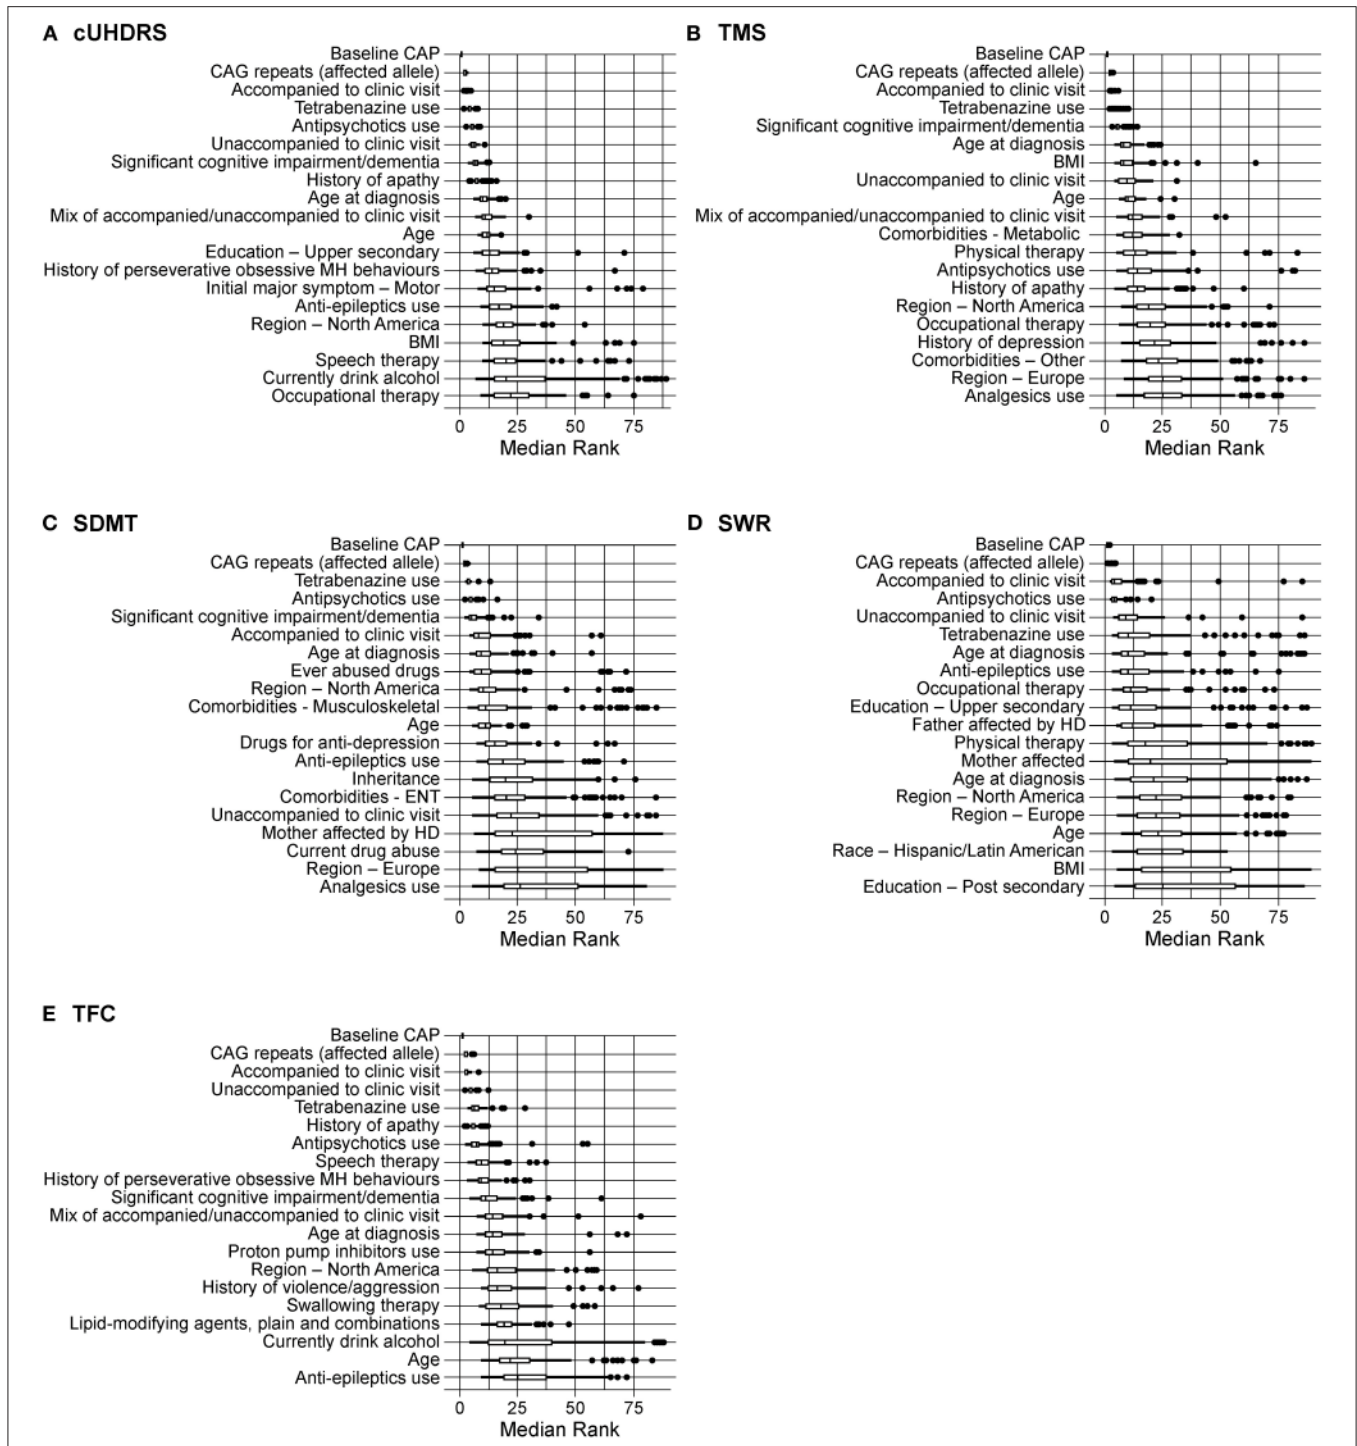 A cUHDRS
Baseline CAP
CAG repeats (affected allele)
Accompanied to clinic visit
Tetrabenazine use
Antipsychotics use
Unaccompanied to clinic visit
Significant cognitive impairment/dementia
History of apathy
Age at diagnosis
Mix of accompanied/unaccompanied to clinic visit
Age
Education – Upper secondary
History of perseverative obsessive MH behaviours
Initial major symptom – Motor
Anti-epileptics use
Region – North America
BMI
Speech therapy
Currently drink alcohol
Occupational therapy
0 25 50 75
Median Rank
B TMS
Baseline CAP
CAG repeats (affected allele)
Accompanied to clinic visit
Tetrabenazine use
Significant cognitive impairment/dementia
Age at diagnosis
BMI
Unaccompanied to clinic visit
Age
Mix of accompanied/unaccompanied to clinic visit
Comorbidities - Metabolic
Physical therapy
Antipsychotics use
History of apathy
Region – North America
Occupational therapy
History of depression
Comorbidities – Other
Region – Europe
Analgesics use
0 25 50 75
Median Rank
C SDMT
Baseline CAP
CAG repeats (affected allele)
Tetrabenazine use
Antipsychotics use
Significant cognitive impairment/dementia
Accompanied to clinic visit
Age at diagnosis
Ever abused drugs
Region – North America
Comorbidities - Musculoskeletal
Age
Drugs for anti-depression
Anti-epileptics use
Inheritance
Comorbidities - ENT
Unaccompanied to clinic visit
Mother affected by HD
Current drug abuse
Region – Europe
Analgesics use
0 25 50 75
Median Rank
D SWR
Baseline CAP
CAG repeats (affected allele)
Accompanied to clinic visit
Antipsychotics use
Unaccompanied to clinic visit
Tetrabenazine use
Age at diagnosis
Anti-epileptics use
Occupational therapy
Education – Upper secondary
Father affected by HD
Physical therapy
Mother affected
Age at diagnosis
Region – North America
Region – Europe
Age
Race – Hispanic/Latin American
BMI
Education – Post secondary
0 25 50 75
Median Rank
E TFC
Baseline CAP
CAG repeats (affected allele)
Accompanied to clinic visit
Unaccompanied to clinic visit
Tetrabenazine use
History of apathy
Antipsychotics use
Speech therapy
History of perseverative obsessive MH behaviours
Significant cognitive impairment/dementia
Mix of accompanied/unaccompanied to clinic visit
Age at diagnosis
Proton pump inhibitors use
Region – North America
History of violence/aggression
Swallowing therapy
Lipid-modifying agents, plain and combinations
Currently drink alcohol
Age
Anti-epileptics use
0 25 50 75
Median Rank